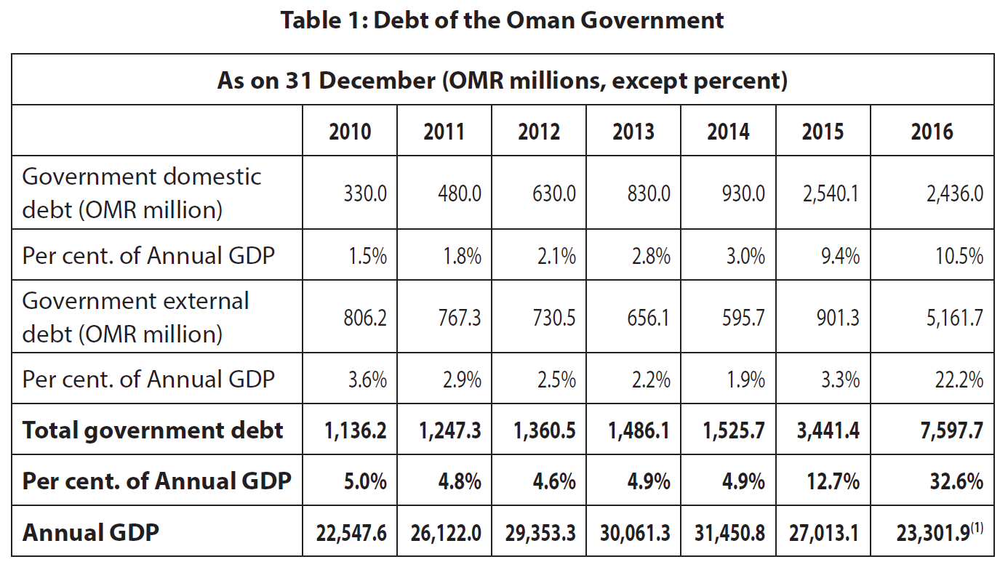 Table 1: Debt of the Oman Government
As on 31 December (OMR millions, except percent)
2010 2011 2012 2013 2014 2015 2016
Government domestic
debt (OMR million) 330.0 480.0 630.0 830.0 930.0 2,540.1 2,436.0
Per cent. of Annual GDP 1.5% 1.8% 2.1% 2.8% 3.0% 9.4% 10.5%
Government external
debt (OMR million) 806.2 767.3 730.5 656.1 595.7 901.3 5,161.7
Per cent. of Annual GDP 3.6% 2.9% 2.5% 2.2% 1.9% 3.3% 22.2%
Total government debt 1,136.2 1,247.3 1,360.5 1,486.1 1,525.7 3,441.4 7,597.7
Per cent. of Annual GDP 5.0% 4.8% 4.6% 4.9% 4.9% 12.7% 32.6%
Annual GDP 22,547.6 26,122.0 29,353.3 30,061.3 31,450.8 27,013.1 23,301.9(1)